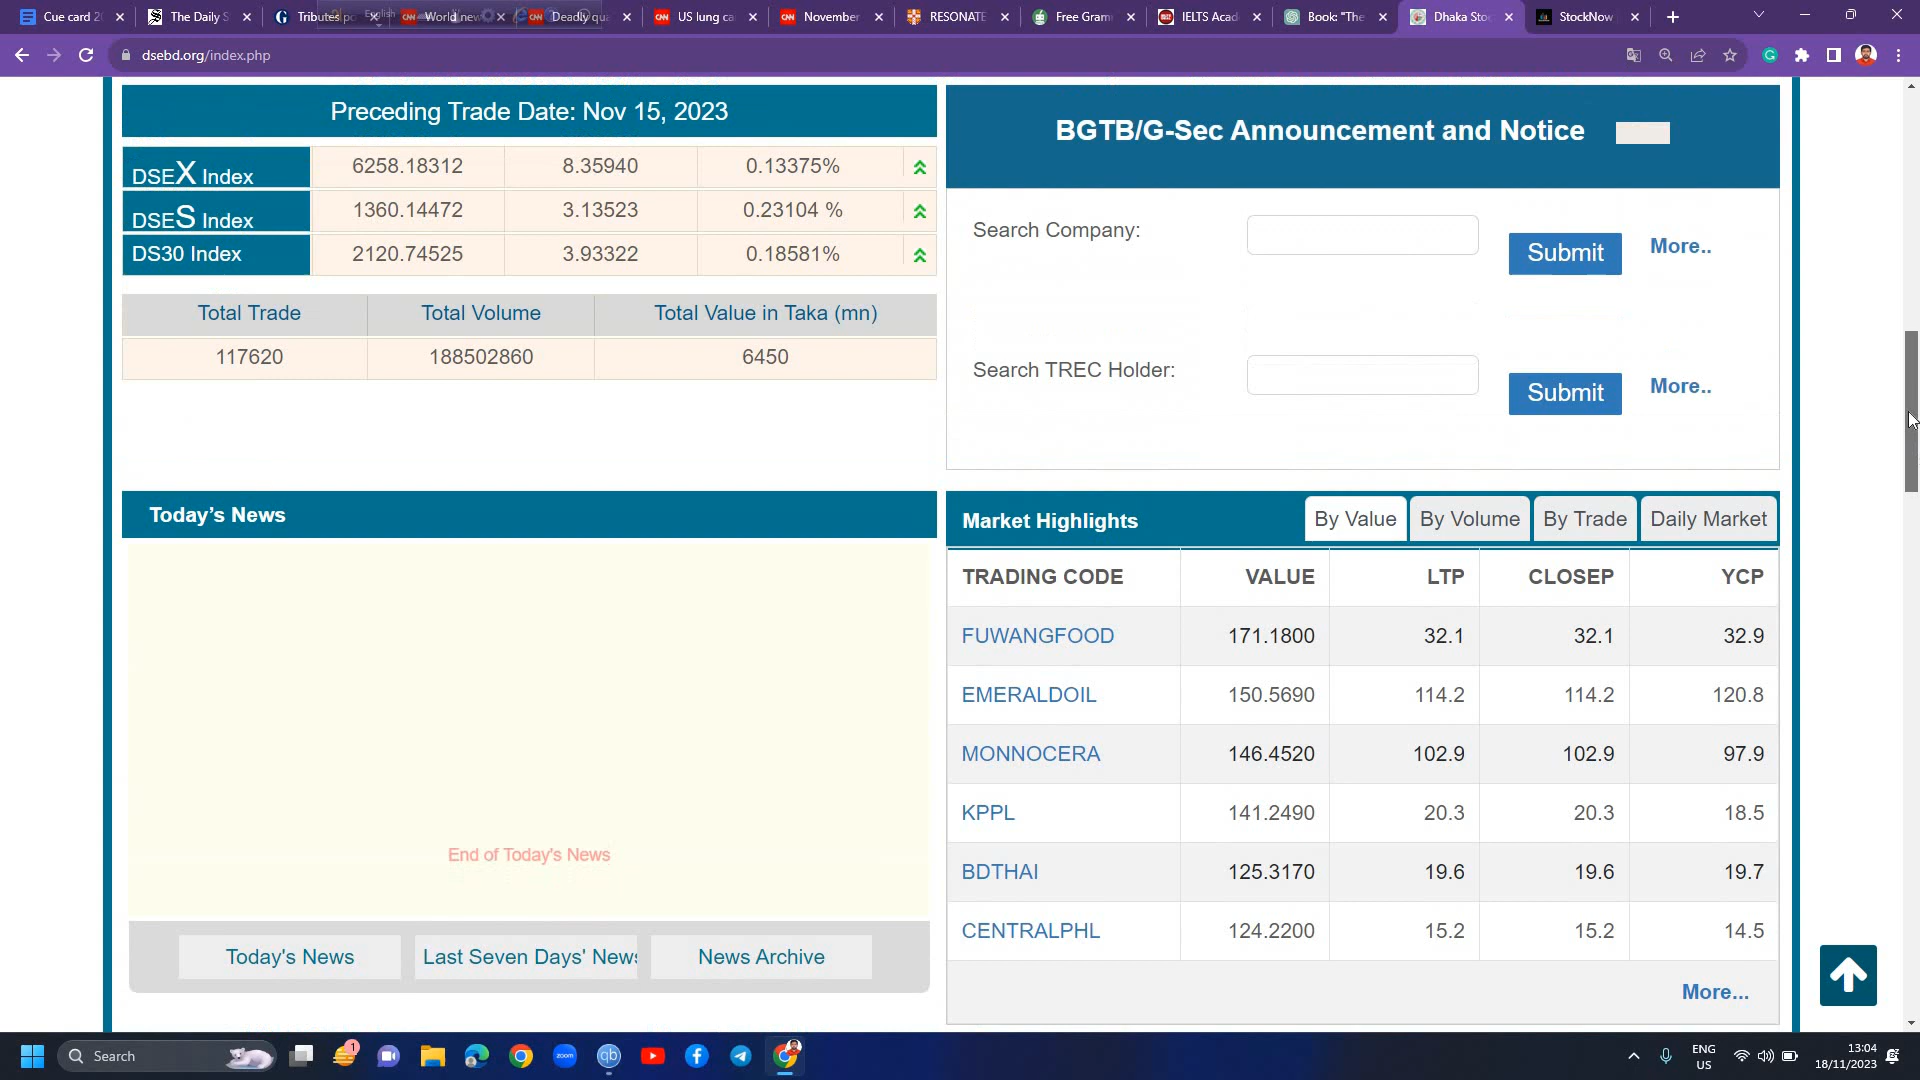 Cue card 2
The Daily S
Tributes po
World new
Deadly qu
US lung ca
November
RESONATE
Free Gram
IELTS Acad
Book: "The
Dhaka Sto
StockNow
dsebd.org/index.php
Preceding Trade Date: Nov 15, 2023
DSEX Index 6258.18312 8.35940 0.13375%
DSES Index 1360.14472 3.13523 0.23104 %
DS30 Index 2120.74525 3.93322 0.18581%
Total Trade Total Volume Total Value in Taka (mn)
117620 188502860 6450
BGTB/G-Sec Announcement and Notice
Search Company:
Submit More..
Search TREC Holder:
Submit More..
Today's News
End of Today's News
Today's News Last Seven Days' News News Archive
Market Highlights By Value By Volume By Trade Daily Market
TRADING CODE VALUE LTP CLOSEP YCP
FUWANGFOOD 171.1800 32.1 32.1 32.9
EMERALDOIL 150.5690 114.2 114.2 120.8
MONNOCERA 146.4520 102.9 102.9 97.9
KPPL 141.2490 20.3 20.3 18.5
BDTHAI 125.3170 19.6 19.6 19.7
CENTRALPHL 124.2200 15.2 15.2 14.5
More...
Search
1
zoom
qb
ENG
US
13:04
18/11/2023